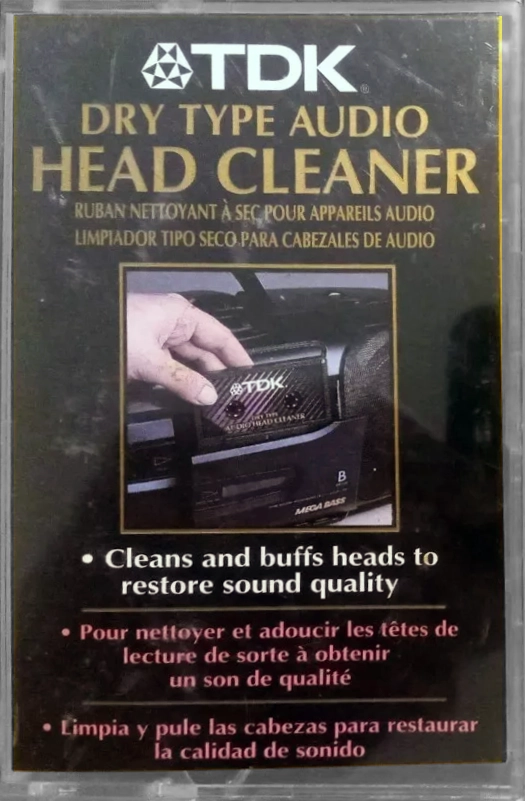 TDK®
DRY TYPE AUDIO
HEAD CLEANER
RUBAN NETTOYANT À SEC POUR APPAREILS AUDIO
LIMPIADOR TIPO SECO PARA CABEZALES DE AUDIO
TDK
DRY TYPE
AUDIO HEAD CLEANER
B
MEGA BASS
• Cleans and buffs heads to
restore sound quality
• Pour nettoyer et adoucir les têtes de
lecture de sorte à obtenir
un son de qualité
• Limpia y pule las cabezas para restaurar
la calidad de sonido